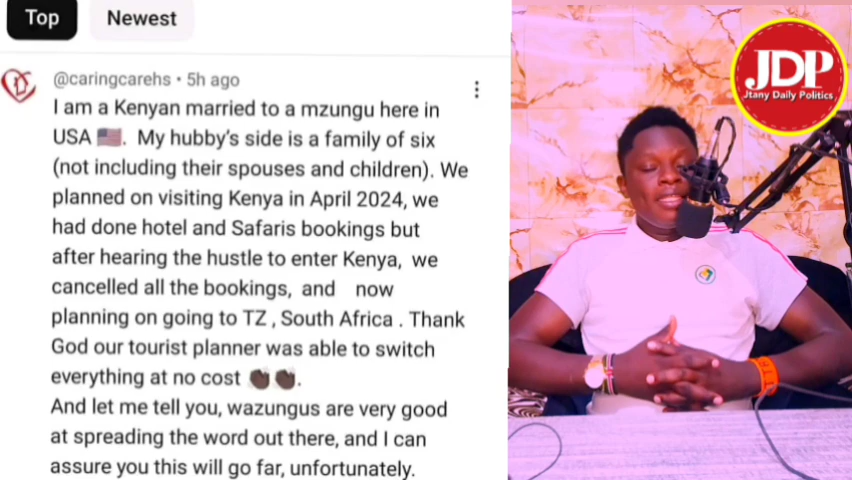 Top
Newest
@caringcarehs • 5h ago
I am a Kenyan married to a mzungu here in
USA 🇺🇸. My hubby's side is a family of six
(not including their spouses and children). We
planned on visiting Kenya in April 2024, we
had done hotel and Safaris bookings but
after hearing the hustle to enter Kenya, we
cancelled all the bookings, and now
planning on going to TZ , South Africa . Thank
God our tourist planner was able to switch
everything at no cost 👏🏿👏🏿.
And let me tell you, wazungus are very good
at spreading the word out there, and I can
assure you this will go far, unfortunately.
JDP
Jtany Daily Politics